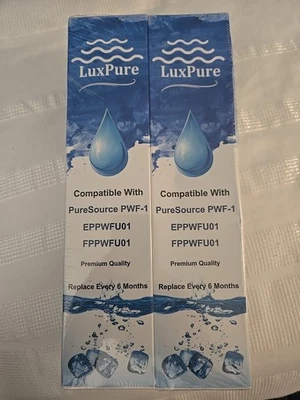 LuxPure
Compatible With
PureSource PWF-1
EPPWFU01
FPPWFU01
Premium Quality
Replace Every 6 Months
LuxPure
Compatible With
PureSource PWF-1
EPPWFU01
FPPWFU01
Premium Quality
Replace Every 6 Months